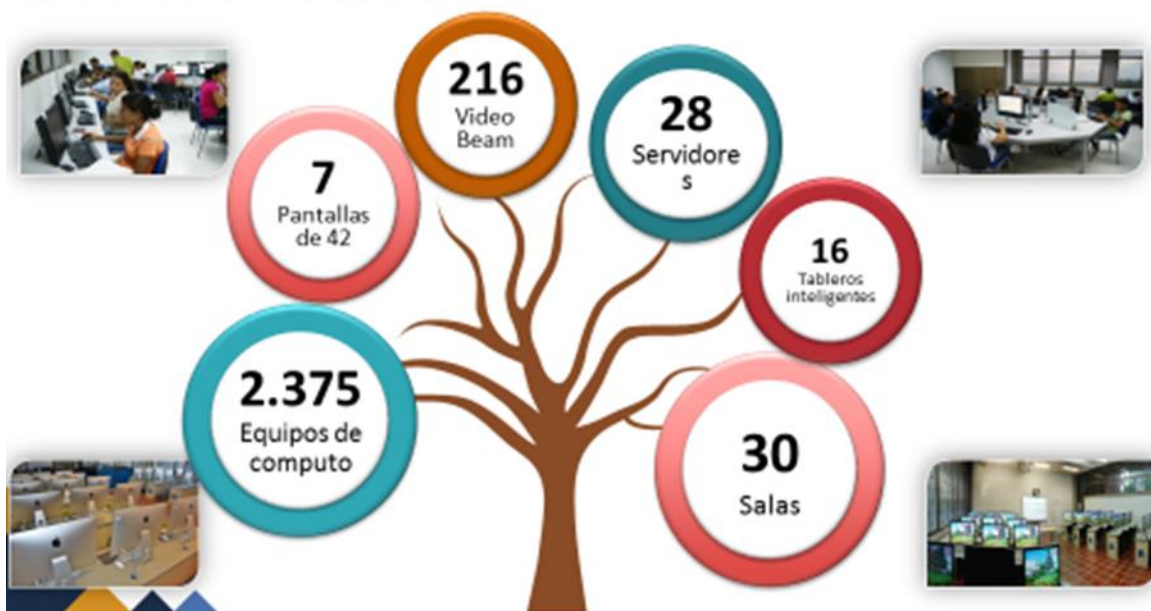 216
Video
Beam
28
Servidore
s
7
Pantallas
de 42
16
Tableros
inteligentes
2.375
Equipos de
computo
30
Salas